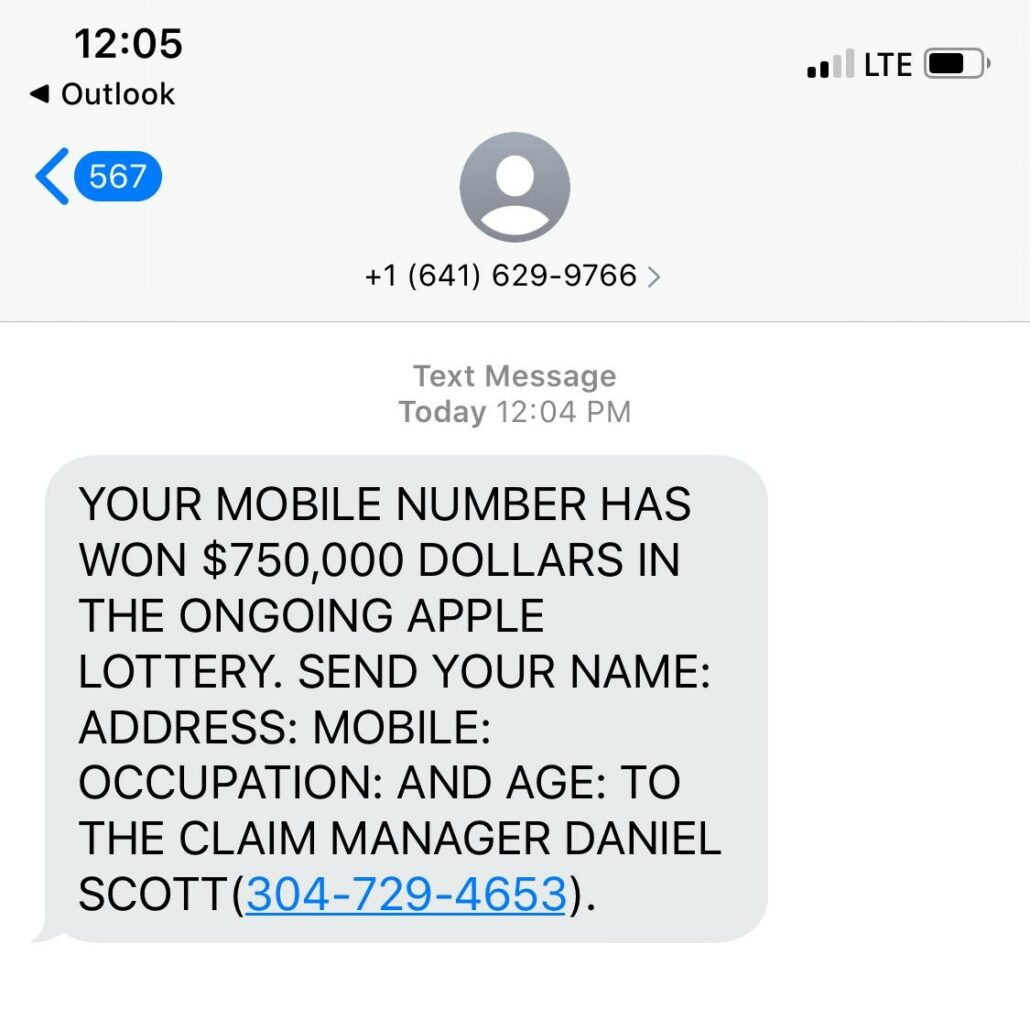 12:05
LTE
Outlook
567
+1 (641) 629-9766
Text Message
Today 12:04 PM
YOUR MOBILE NUMBER HAS
WON $750,000 DOLLARS IN
THE ONGOING APPLE
LOTTERY. SEND YOUR NAME:
ADDRESS: MOBILE:
OCCUPATION: AND AGE: TO
THE CLAIM MANAGER DANIEL
SCOTT(304-729-4653).